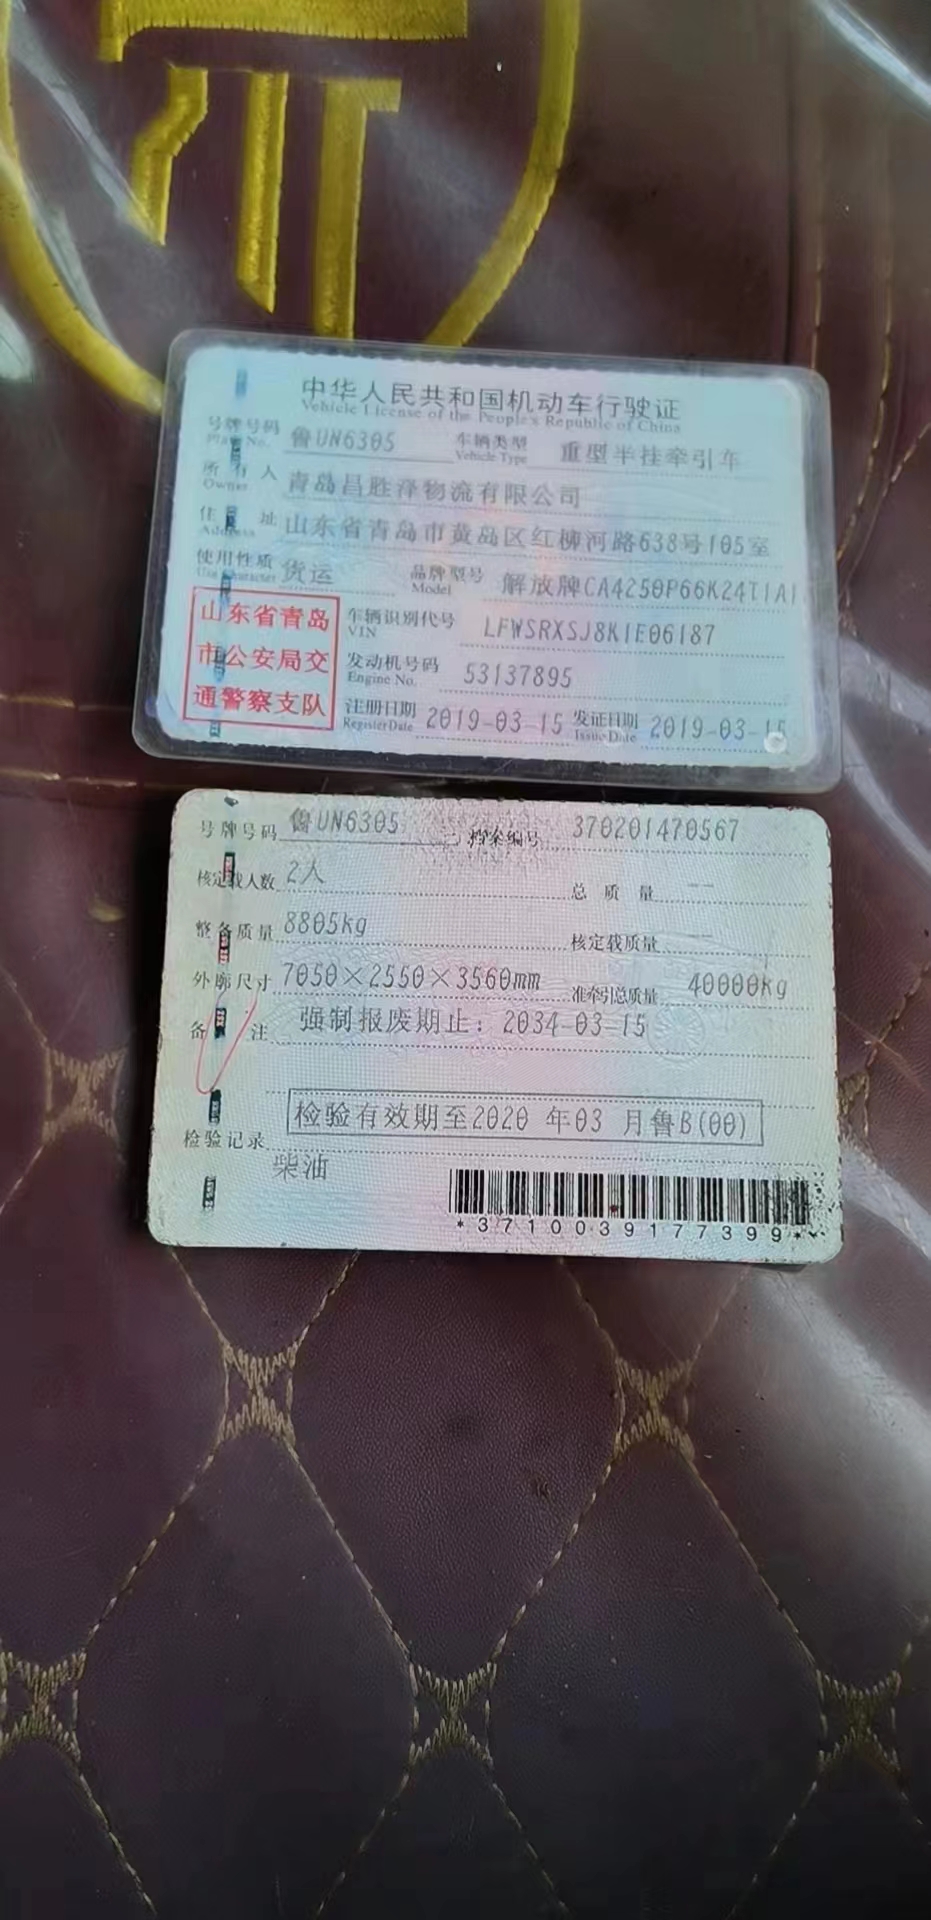 中华人民共和国机动车行驶证
Vehicle License of the People's Republic of China
号牌号码 鲁UN6305 车辆类型 重型半挂牵引车
Plate No. Vehicle Type
所有人 青岛昌胜泽物流有限公司
Owner
住址 山东省青岛市黄岛区红柳河路638号105室
Address
使用性质 货运 品牌型号 解放牌CA4250P66K24T1A1
Use Character Model
山东省青岛
市公安局交
通警察支队
车辆识别代号 LFWSRXSJ8K1E06187
VIN
发动机号码 53137895
Engine No.
注册日期 2019-03-15 发证日期 2019-03-15
Register Date Issue Date
号牌号码 鲁UN6305 档案编号 370201470567
核定载人数 2人 总质量 --
整备质量 8805kg 核定载质量 --
外廓尺寸 7050×2550×3560mm 准牵引总质量 40000kg
备注 强制报废期止：2034-03-15
检验记录 检验有效期至2020 年03 月鲁B(00)
柴油
*3710039177399*